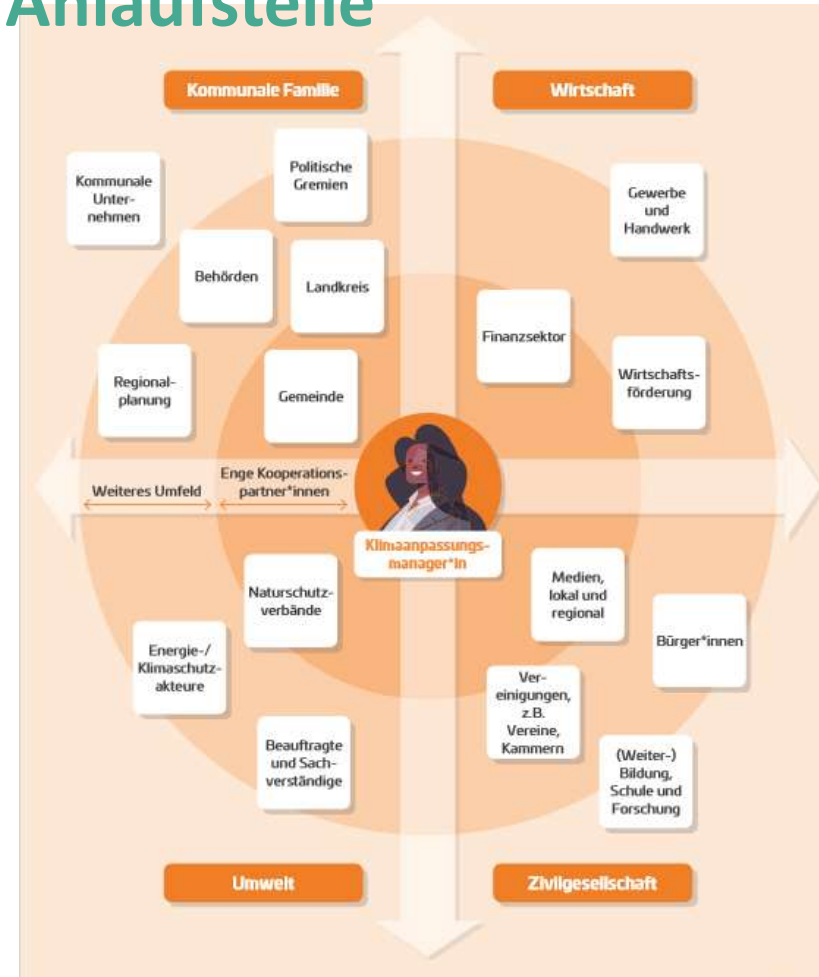 Anlaufstelle
Kommunale Familie
Wirtschaft
Kommunale
Unter-
nehmen
Politische
Gremien
Gewerbe
und
Handwerk
Behörden
Landkreis
Finanzsektor
Regional-
planung
Gemeinde
Wirtschafts-
förderung
Weiteres Umfeld
Enge Kooperations-
partner*innen
Klimaanpassungs-
manager*in
Naturschutz-
verbände
Medien,
lokal und
regional
Energie-/
Klimaschutz-
akteure
Bürger*innen
Ver-
einigungen,
z.B.
Vereine,
Kammern
Beauftragte
und Sach-
verständige
(Weiter-)
Bildung,
Schule und
Forschung
Umwelt
Zivilgesellschaft